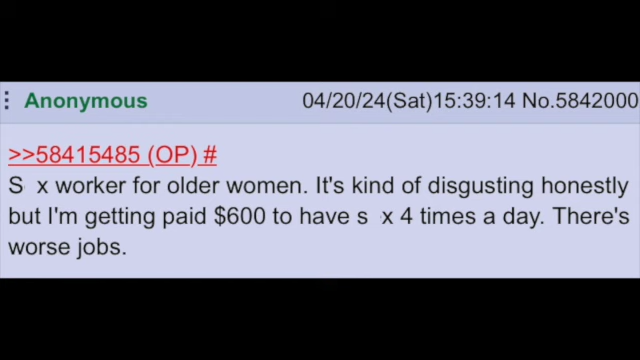 Anonymous 04/20/24(Sat)15:39:14 No.5842000
>>58415485 (OP) #
S x worker for older women. It's kind of disgusting honestly
but I'm getting paid $600 to have s x 4 times a day. There's
worse jobs.